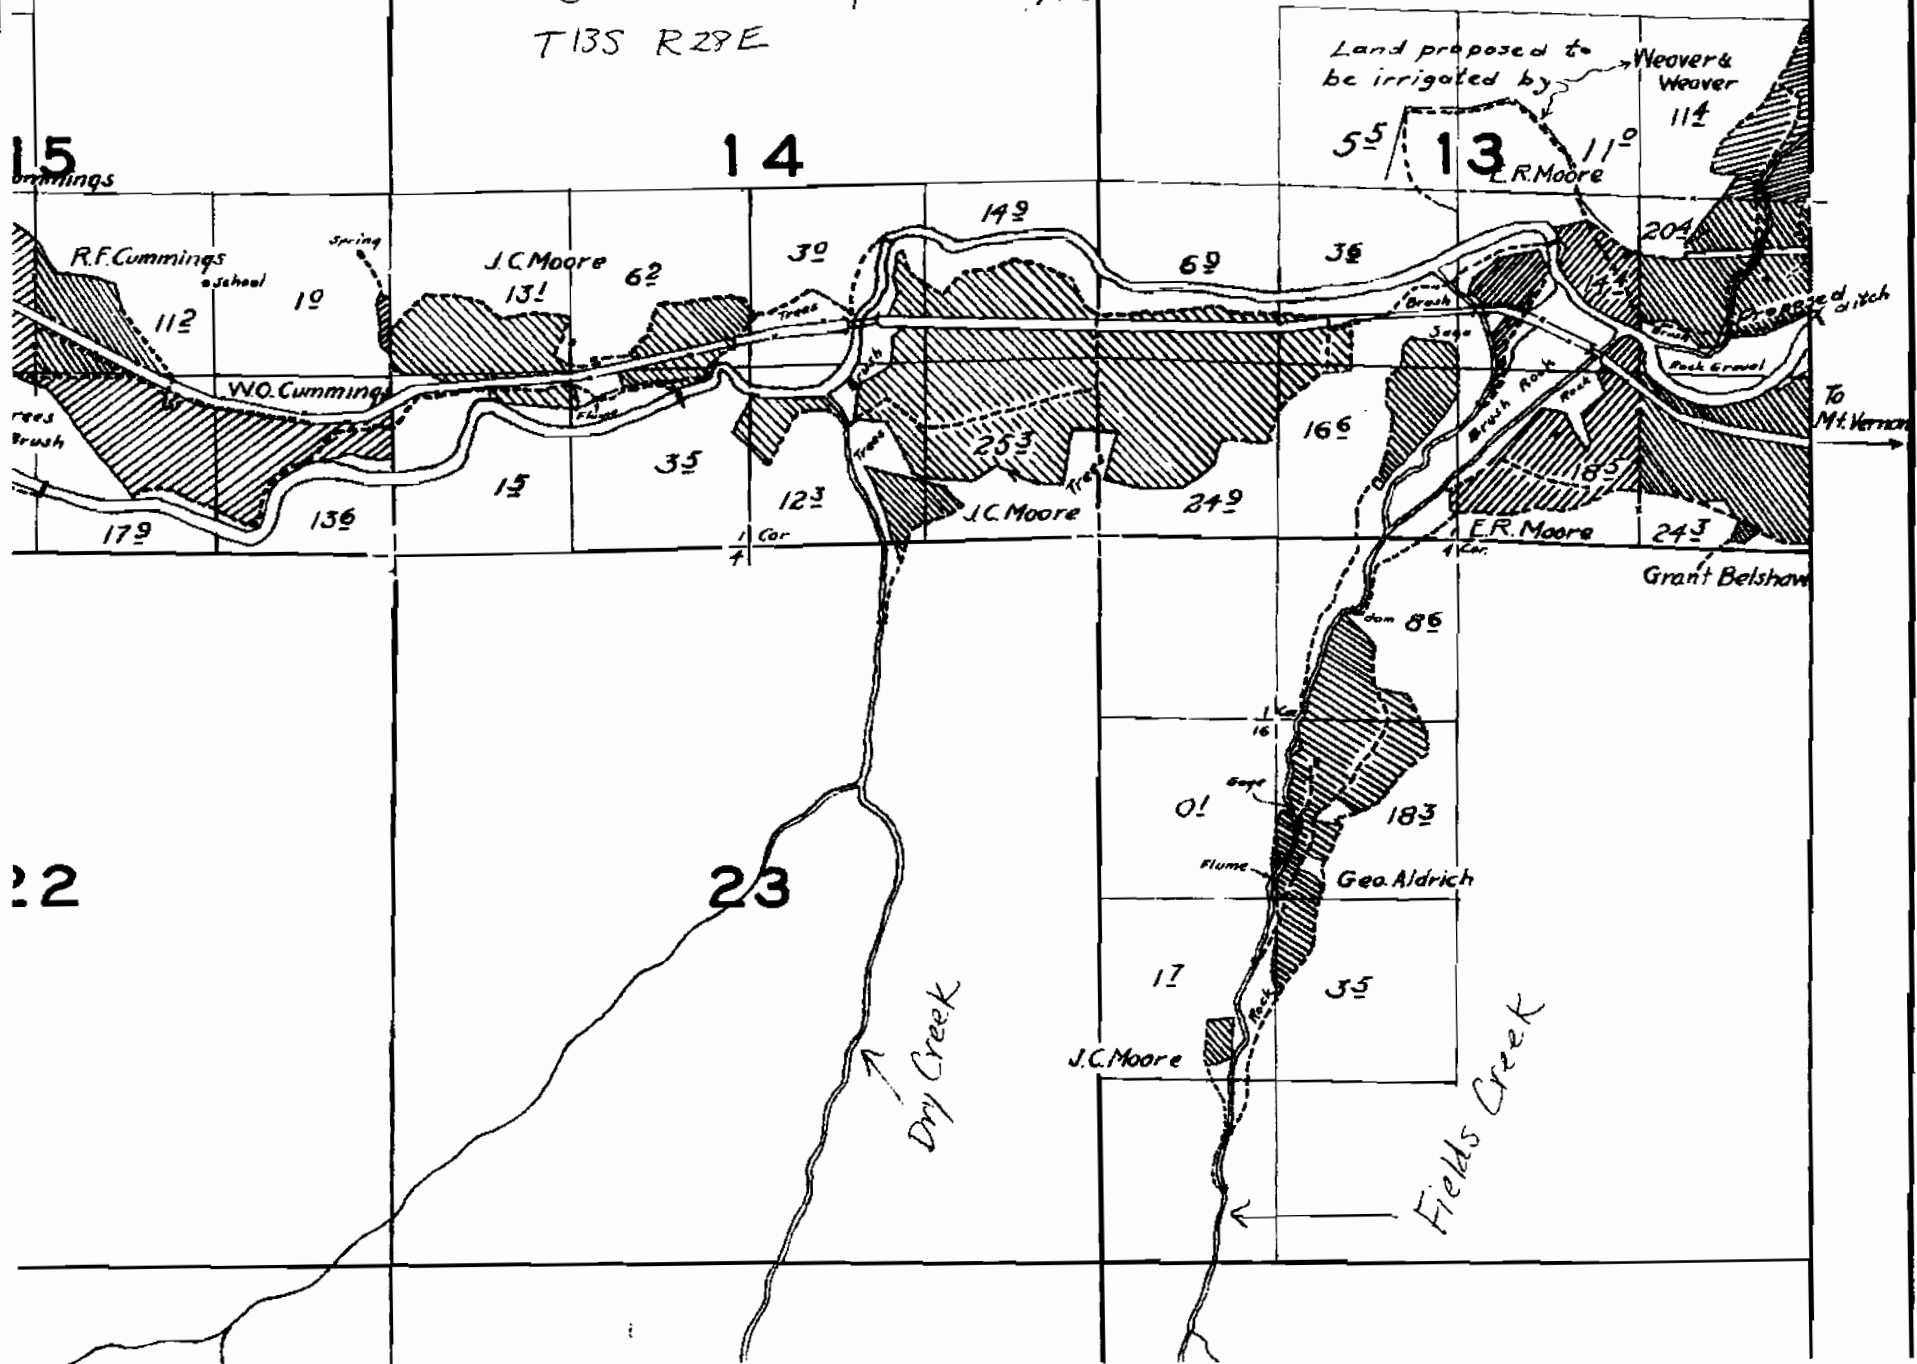 T13S R28E
Land proposed to
be irrigated by
Weaver &
Weaver
11 4
5 5
13
11 0
E.R. Moore
15
14
14 9
20 4
R.F. Cummings
School
Spring
J.C. Moore
13 1
6 2
3 0
6 9
3 6
11 2
1 0
Trees
Brush
Sage
14
Proposed
ditch
Brush
Rock Gravel
W.O. Cummings
Flume
Brush Rock
Rock
To
Mt. Vernon
Brush
16 6
25 3
Trees
Trees
3 5
1 5
18 5
17 9
13 6
12 3
J.C. Moore
24 9
E.R. Moore
24 3
1/4 Cor
1/4 Cor.
Grant Belshaw
dam
8 6
1/16 Cor
Gage
0 1
18 3
22
23
Flume
Geo. Aldrich
1 7
3 5
Rock
J.C. Moore
Dry Creek
Fields Creek